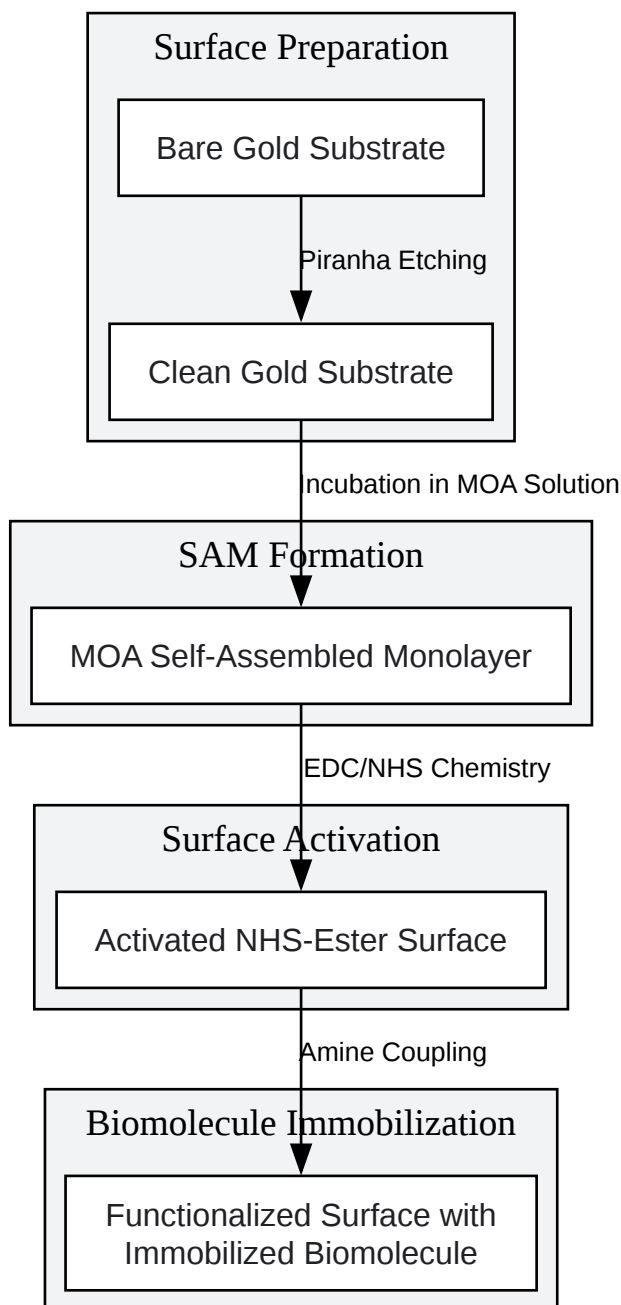 Surface Preparation
Bare Gold Substrate
Piranha Etching
Clean Gold Substrate
Incubation in MOA Solution
SAM Formation
MOA Self-Assembled Monolayer
EDC/NHS Chemistry
Surface Activation
Activated NHS-Ester Surface
Amine Coupling
Biomolecule Immobilization
Functionalized Surface with
Immobilized Biomolecule